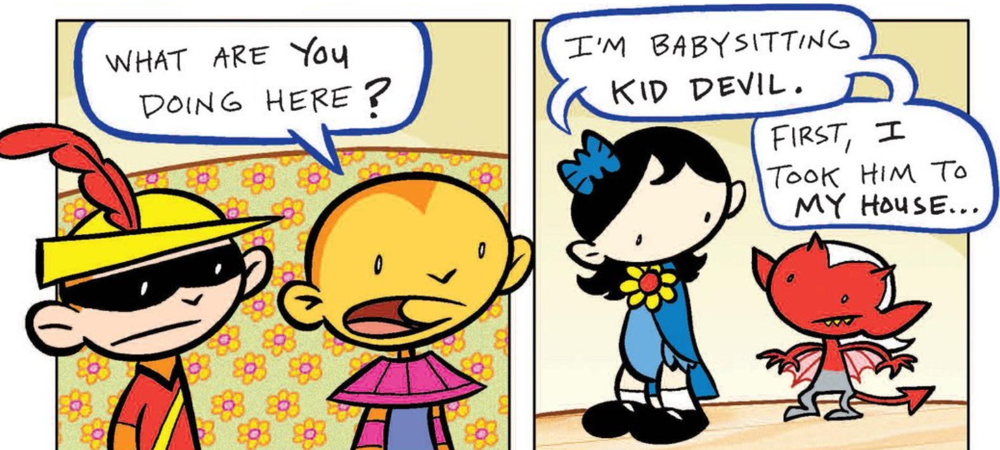 WHAT ARE YOU
DOING HERE?
I'M BABYSITTING
KID DEVIL.
FIRST, I
TOOK HIM TO
MY HOUSE...